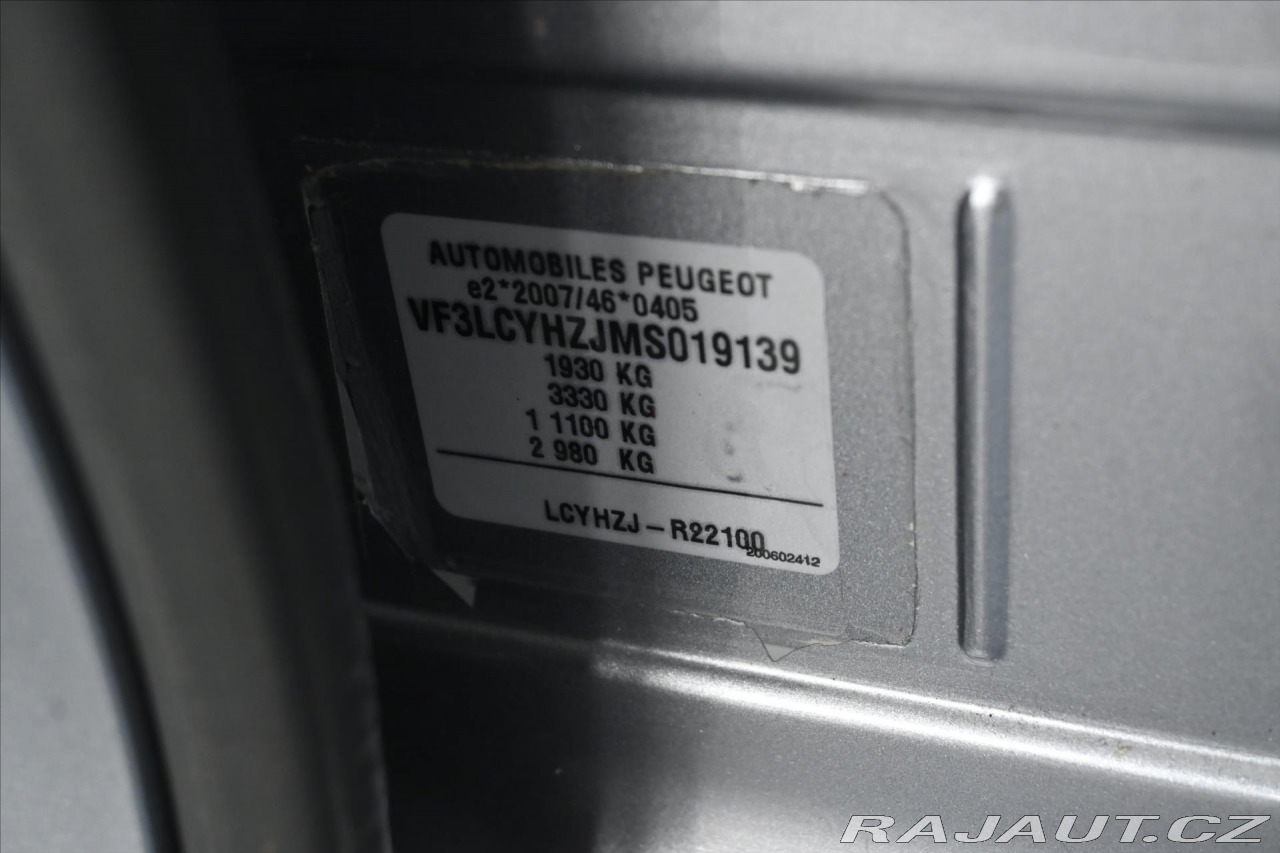 AUTOMOBILES PEUGEOT
e2*2007/46*0405
VF3LCYHZJMS019139
1930 KG
3330 KG
1 1100 KG
2 980 KG
LCYHZJ-R22100
200602412
RAJAUT.CZ